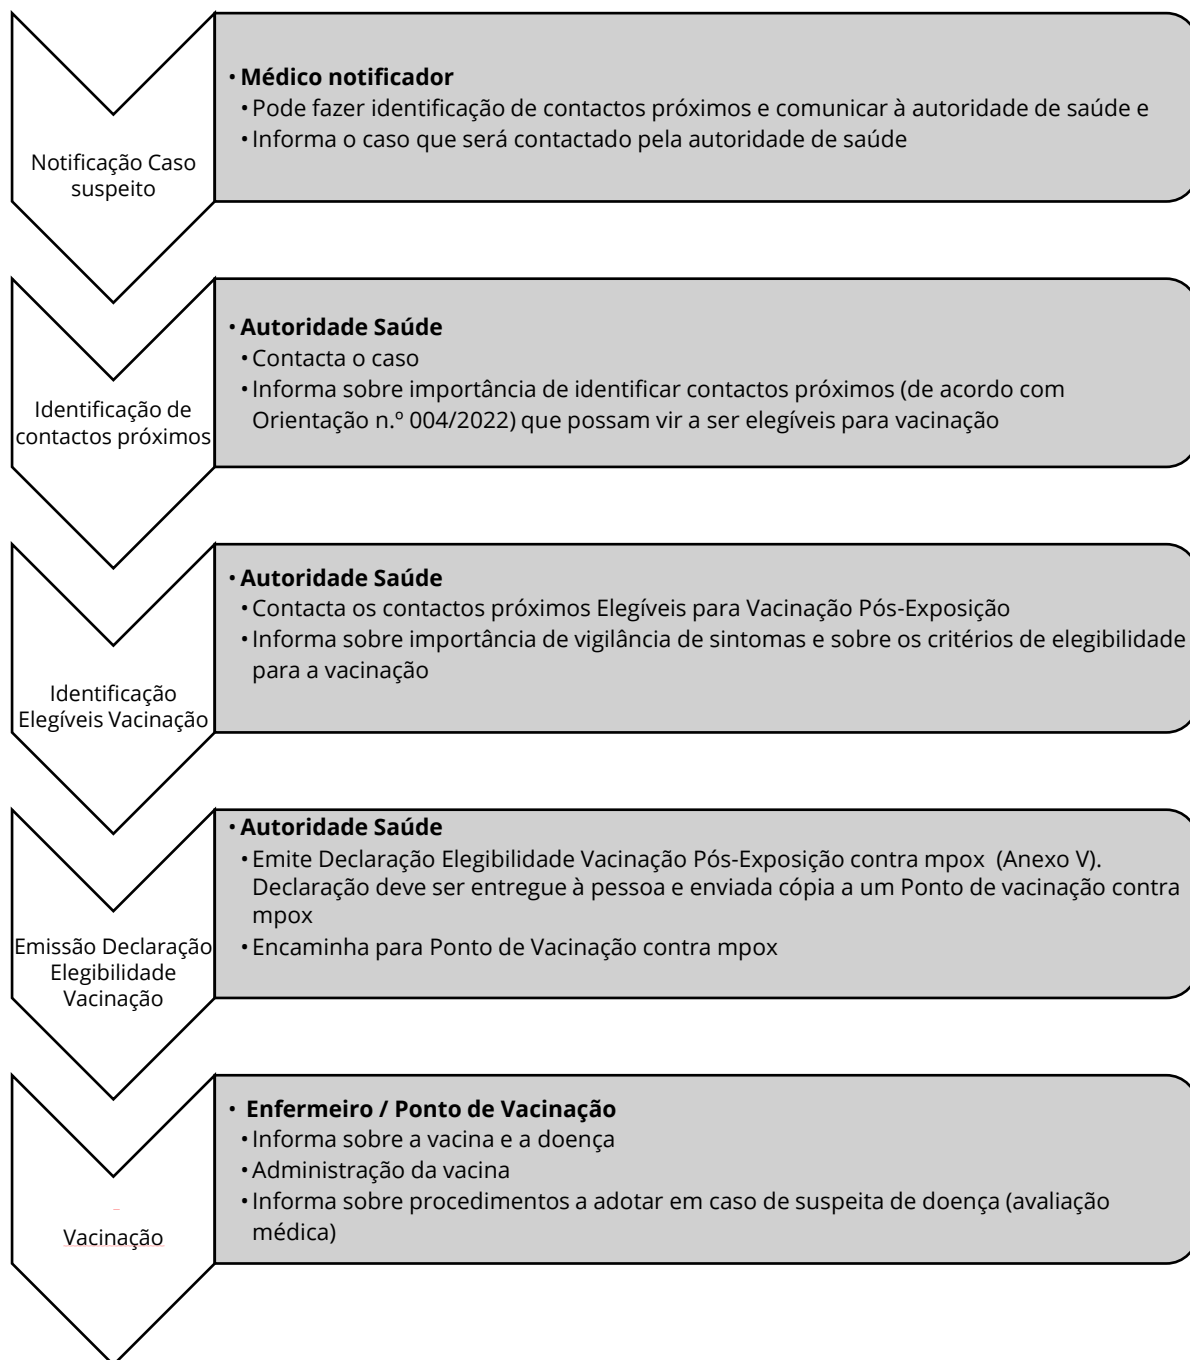 Notificação Caso
suspeito
• Médico notificador
• Pode fazer identificação de contactos próximos e comunicar à autoridade de saúde e
• Informa o caso que será contactado pela autoridade de saúde
Identificação de
contactos próximos
• Autoridade Saúde
• Contacta o caso
• Informa sobre importância de identificar contactos próximos (de acordo com
Orientação n.º 004/2022) que possam vir a ser elegíveis para vacinação
Identificação
Elegíveis Vacinação
• Autoridade Saúde
• Contacta os contactos próximos Elegíveis para Vacinação Pós-Exposição
• Informa sobre importância de vigilância de sintomas e sobre os critérios de elegibilidade
para a vacinação
Emissão Declaração
Elegibilidade
Vacinação
• Autoridade Saúde
• Emite Declaração Elegibilidade Vacinação Pós-Exposição contra mpox (Anexo V).
Declaração deve ser entregue à pessoa e enviada cópia a um Ponto de vacinação contra
mpox
• Encaminha para Ponto de Vacinação contra mpox
Vacinação
• Enfermeiro / Ponto de Vacinação
• Informa sobre a vacina e a doença
• Administração da vacina
• Informa sobre procedimentos a adotar em caso de suspeita de doença (avaliação
médica)